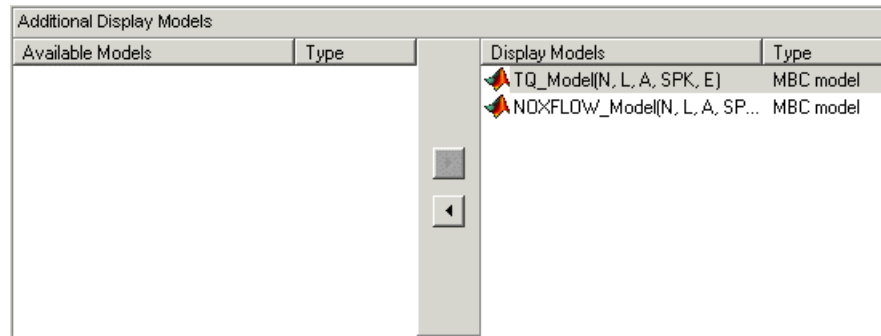 Additional Display Models
Available Models Type
Display Models Type
TQ_Model(N, L, A, SPK, E) MBC model
NOXFLOW_Model(N, L, A, SP... MBC model